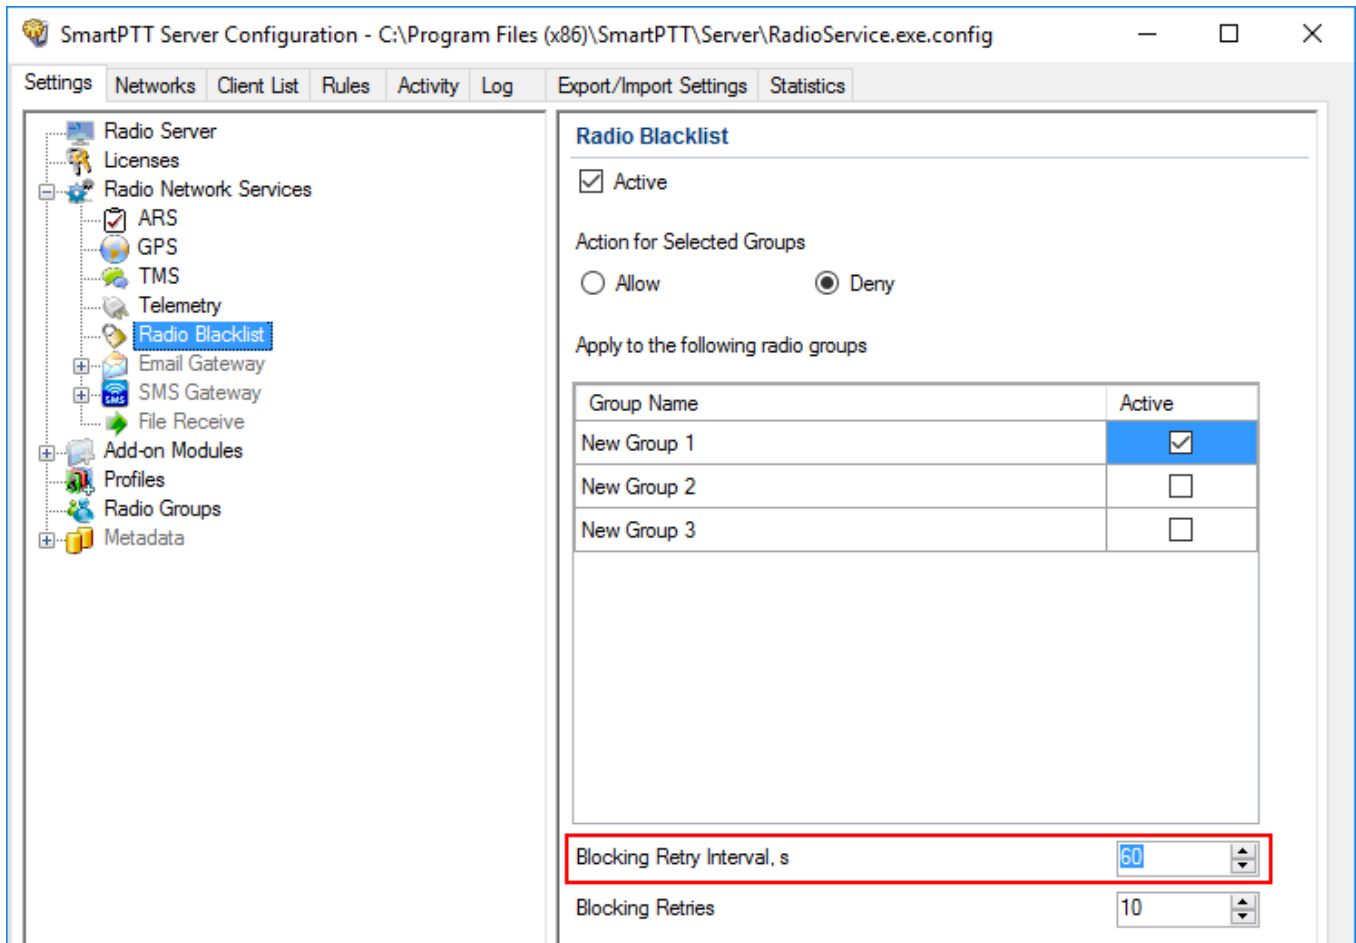 SmartPTT Server Configuration - C:\Program Files (x86)\SmartPTT\Server\RadioService.exe.config
Settings Networks Client List Rules Activity Log Export/Import Settings Statistics
Radio Server
Licenses
Radio Network Services
ARS
GPS
TMS
Telemetry
Radio Blacklist
Email Gateway
SMS SMS Gateway
File Receive
Add-on Modules
Profiles
Radio Groups
Metadata
Radio Blacklist
Active
Action for Selected Groups
Allow Deny
Apply to the following radio groups
Group Name Active
New Group 1
New Group 2
New Group 3
Blocking Retry Interval, s 60
Blocking Retries 10